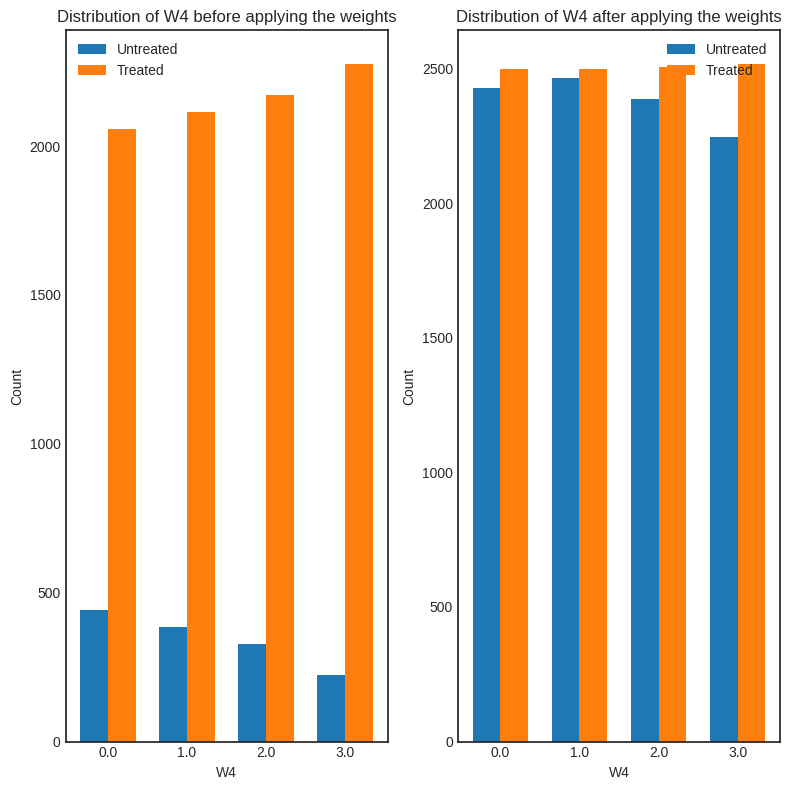 Distribution of W4 before applying the weights
Untreated
Treated
2000
1500
1000
500
0
Count
0.0 1.0 2.0 3.0
W4
Distribution of W4 after applying the weights
Untreated
Treated
2500
2000
1500
1000
500
0
Count
0.0 1.0 2.0 3.0
W4